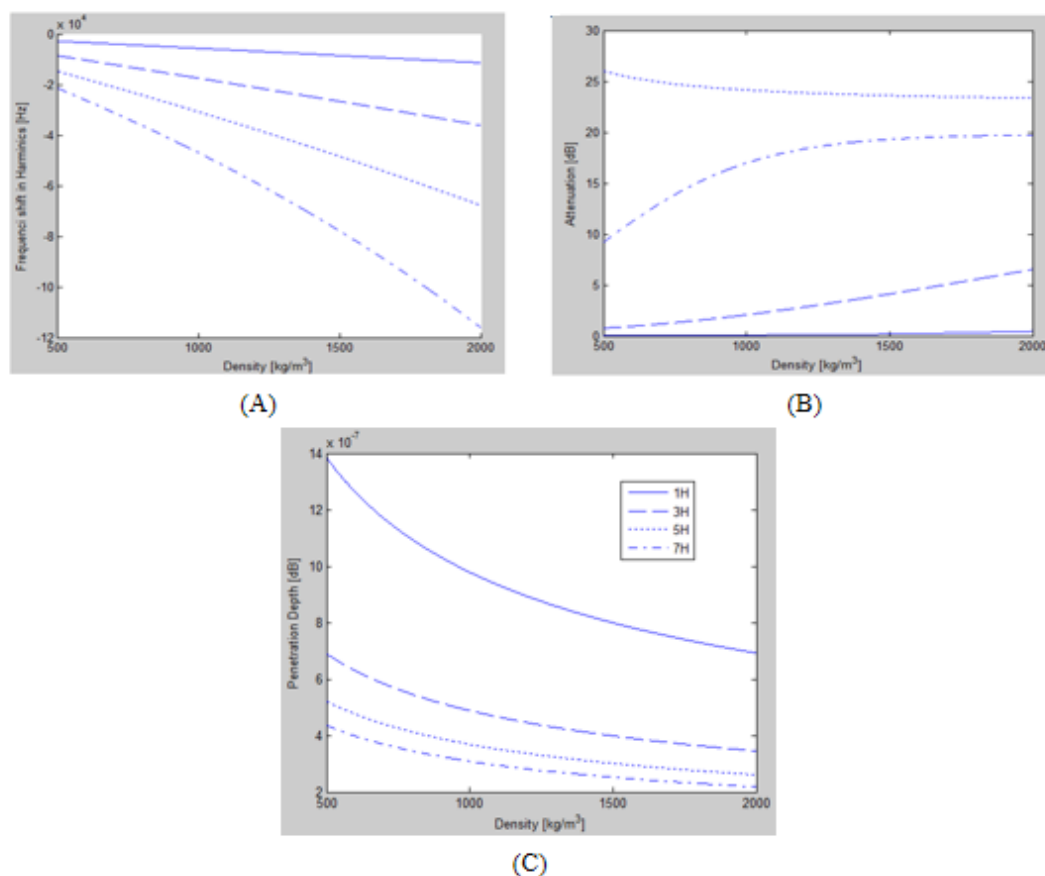 x 10^4
0
-2
-4
-6
-8
-10
-12
500 1000 1500 2000
Frequenci shift in Harminics [Hz]
Density [kg/m³]
(A)
30
25
20
15
10
5
0
500 1000 1500 2000
Attenuation [dB]
Density [kg/m³]
(B)
x 10^-7
14
12
10
8
6
4
2
500 1000 1500 2000
Penetration Depth [dB]
Density [kg/m³]
1H
3H
5H
7H
(C)